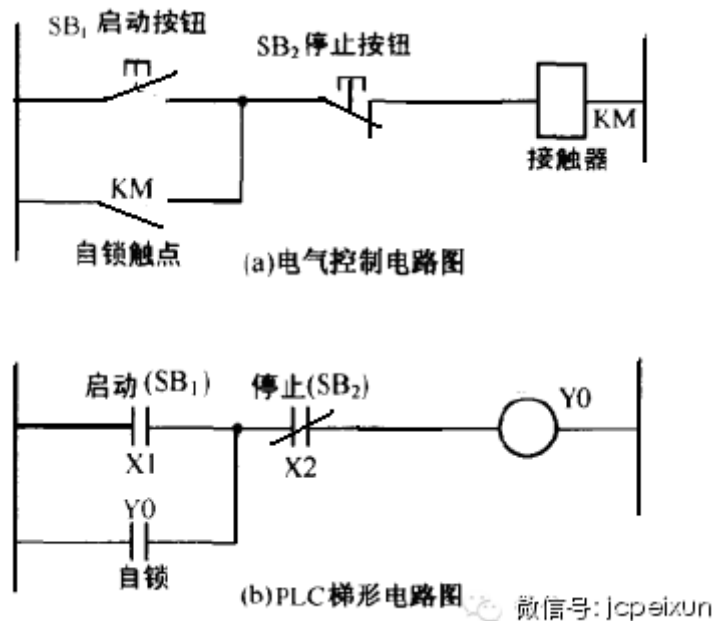 SB₁ 启动按钮
SB₂ 停止按钮
KM
接触器
KM
自锁触点
(a)电气控制电路图
启动(SB₁)
停止(SB₂)
Y0
X1
X2
Y0
自锁
(b)PLC梯形电路图
微信号: jcpeixun